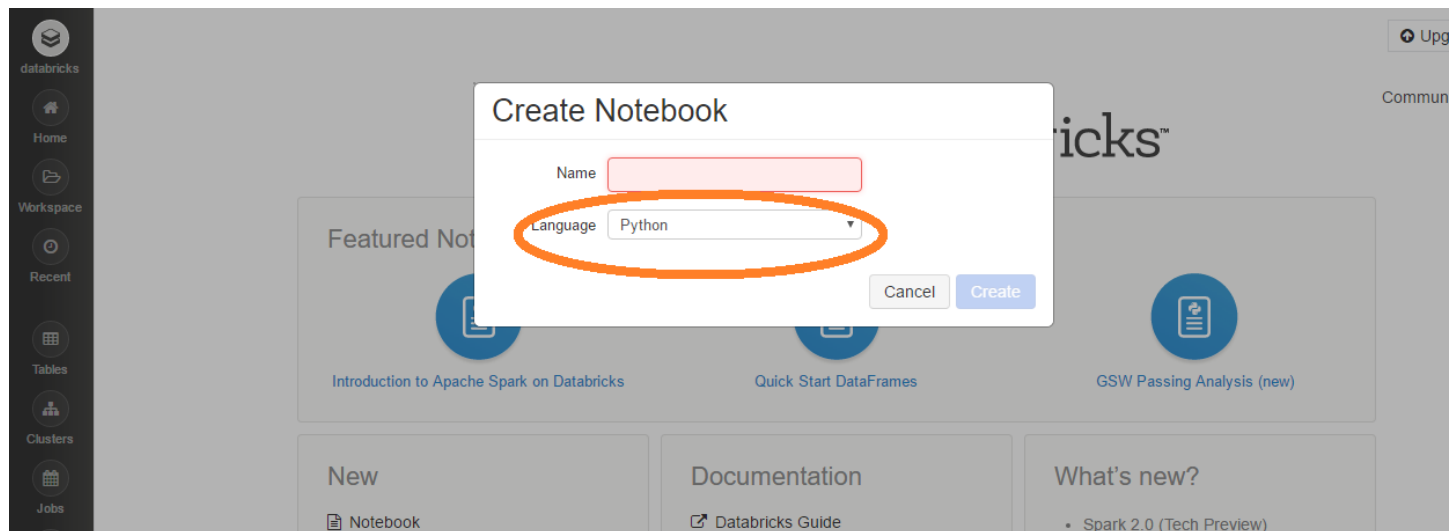 databricks
Home
Workspace
Recent
Tables
Clusters
Jobs
Upg
Commun
icks™
Create Notebook
Name
Language Python
Cancel Create
Featured Not
Introduction to Apache Spark on Databricks
Quick Start DataFrames
GSW Passing Analysis (new)
New
Notebook
Documentation
Databricks Guide
What's new?
• Spark 2.0 (Tech Preview)